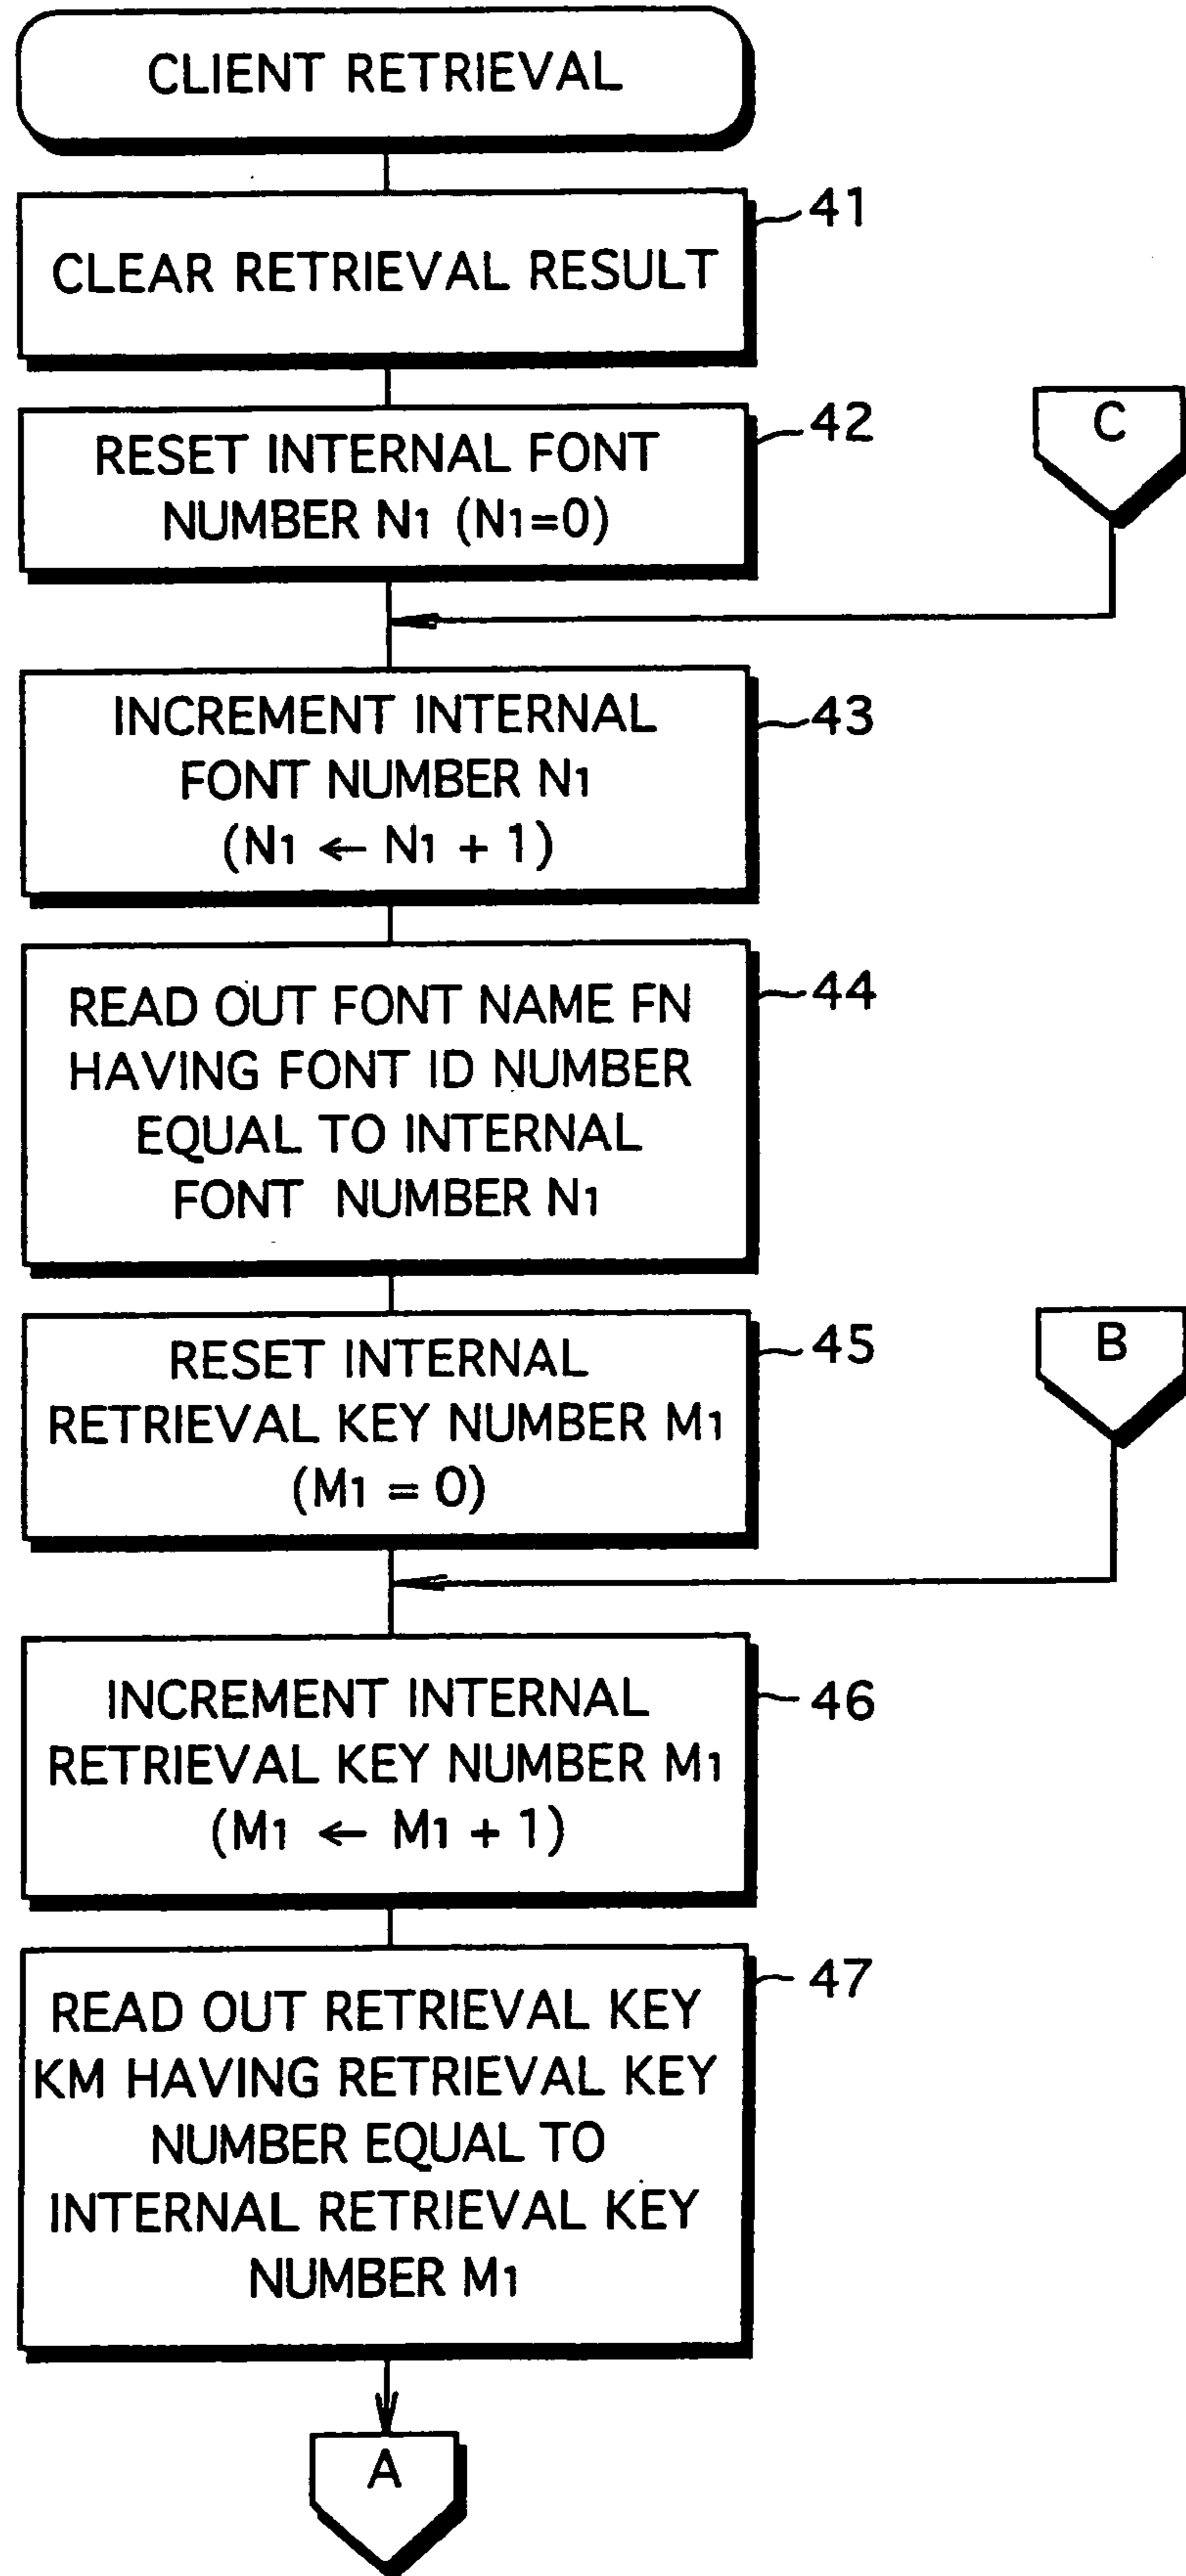 CLIENT RETRIEVAL
41
CLEAR RETRIEVAL RESULT
42
RESET INTERNAL FONT
NUMBER N1 (N1=0)
C
43
INCREMENT INTERNAL
FONT NUMBER N1
(N1 ← N1 + 1)
44
READ OUT FONT NAME FN
HAVING FONT ID NUMBER
EQUAL TO INTERNAL
FONT NUMBER N1
45
RESET INTERNAL
RETRIEVAL KEY NUMBER M1
(M1 = 0)
B
46
INCREMENT INTERNAL
RETRIEVAL KEY NUMBER M1
(M1 ← M1 + 1)
47
READ OUT RETRIEVAL KEY
KM HAVING RETRIEVAL KEY
NUMBER EQUAL TO
INTERNAL RETRIEVAL KEY
NUMBER M1
A